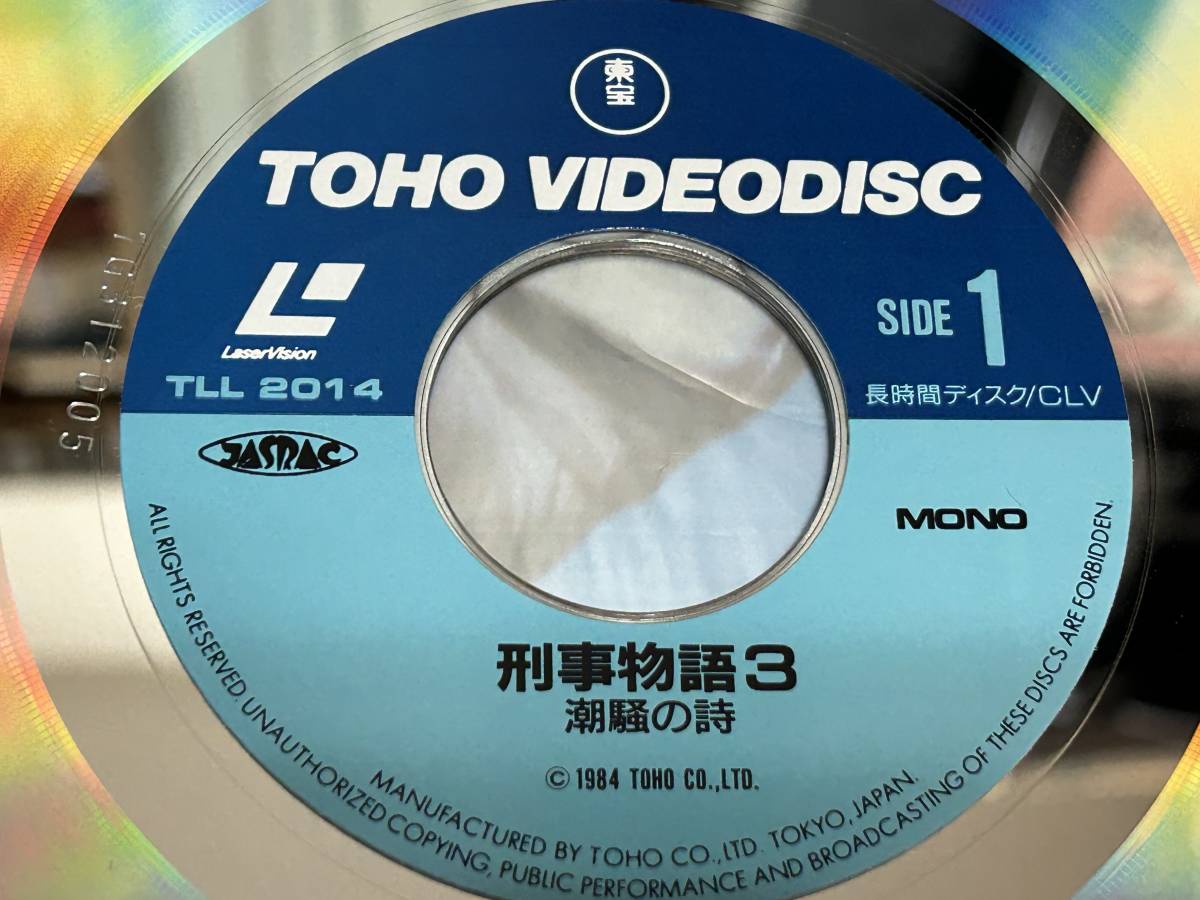 東宝
TOHO VIDEODISC
LaserVision
TLL 2014
SIDE 1
長時間ディスク/CLV
JASRAC
MONO
刑事物語3
潮騒の詩
© 1984 TOHO CO.,LTD.
MANUFACTURED BY TOHO CO.,LTD. TOKYO, JAPAN.
ALL RIGHTS RESERVED. UNAUTHORIZED COPYING, PUBLIC PERFORMANCE AND BROADCASTING OF THESE DISCS ARE FORBIDDEN.